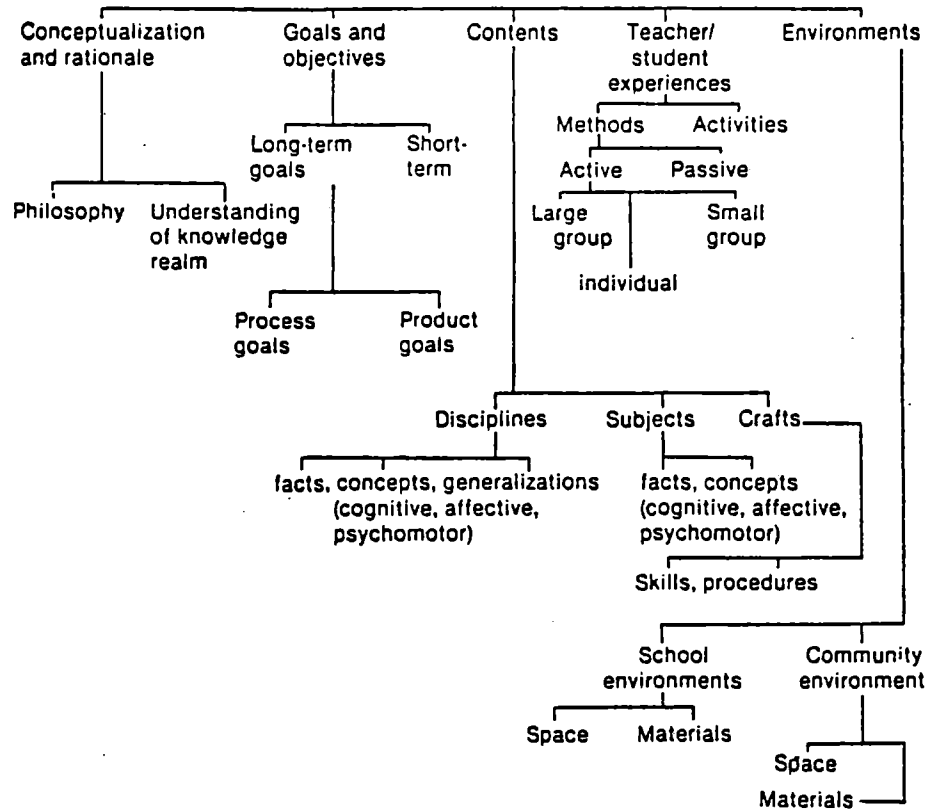 Conceptualization
and rationale
Goals and
objectives
Contents
Teacher/
student
experiences
Environments
Methods
Activities
Long-term
goals
Short-
term
Active
Passive
Philosophy
Understanding
of knowledge
realm
Large
group
Small
group
individual
Process
goals
Product
goals
Disciplines
Subjects
Crafts
facts, concepts, generalizations
(cognitive, affective,
psychomotor)
facts, concepts
(cognitive, affective,
psychomotor)
Skills, procedures
School
environments
Community
environment
Space
Materials
Space
Materials